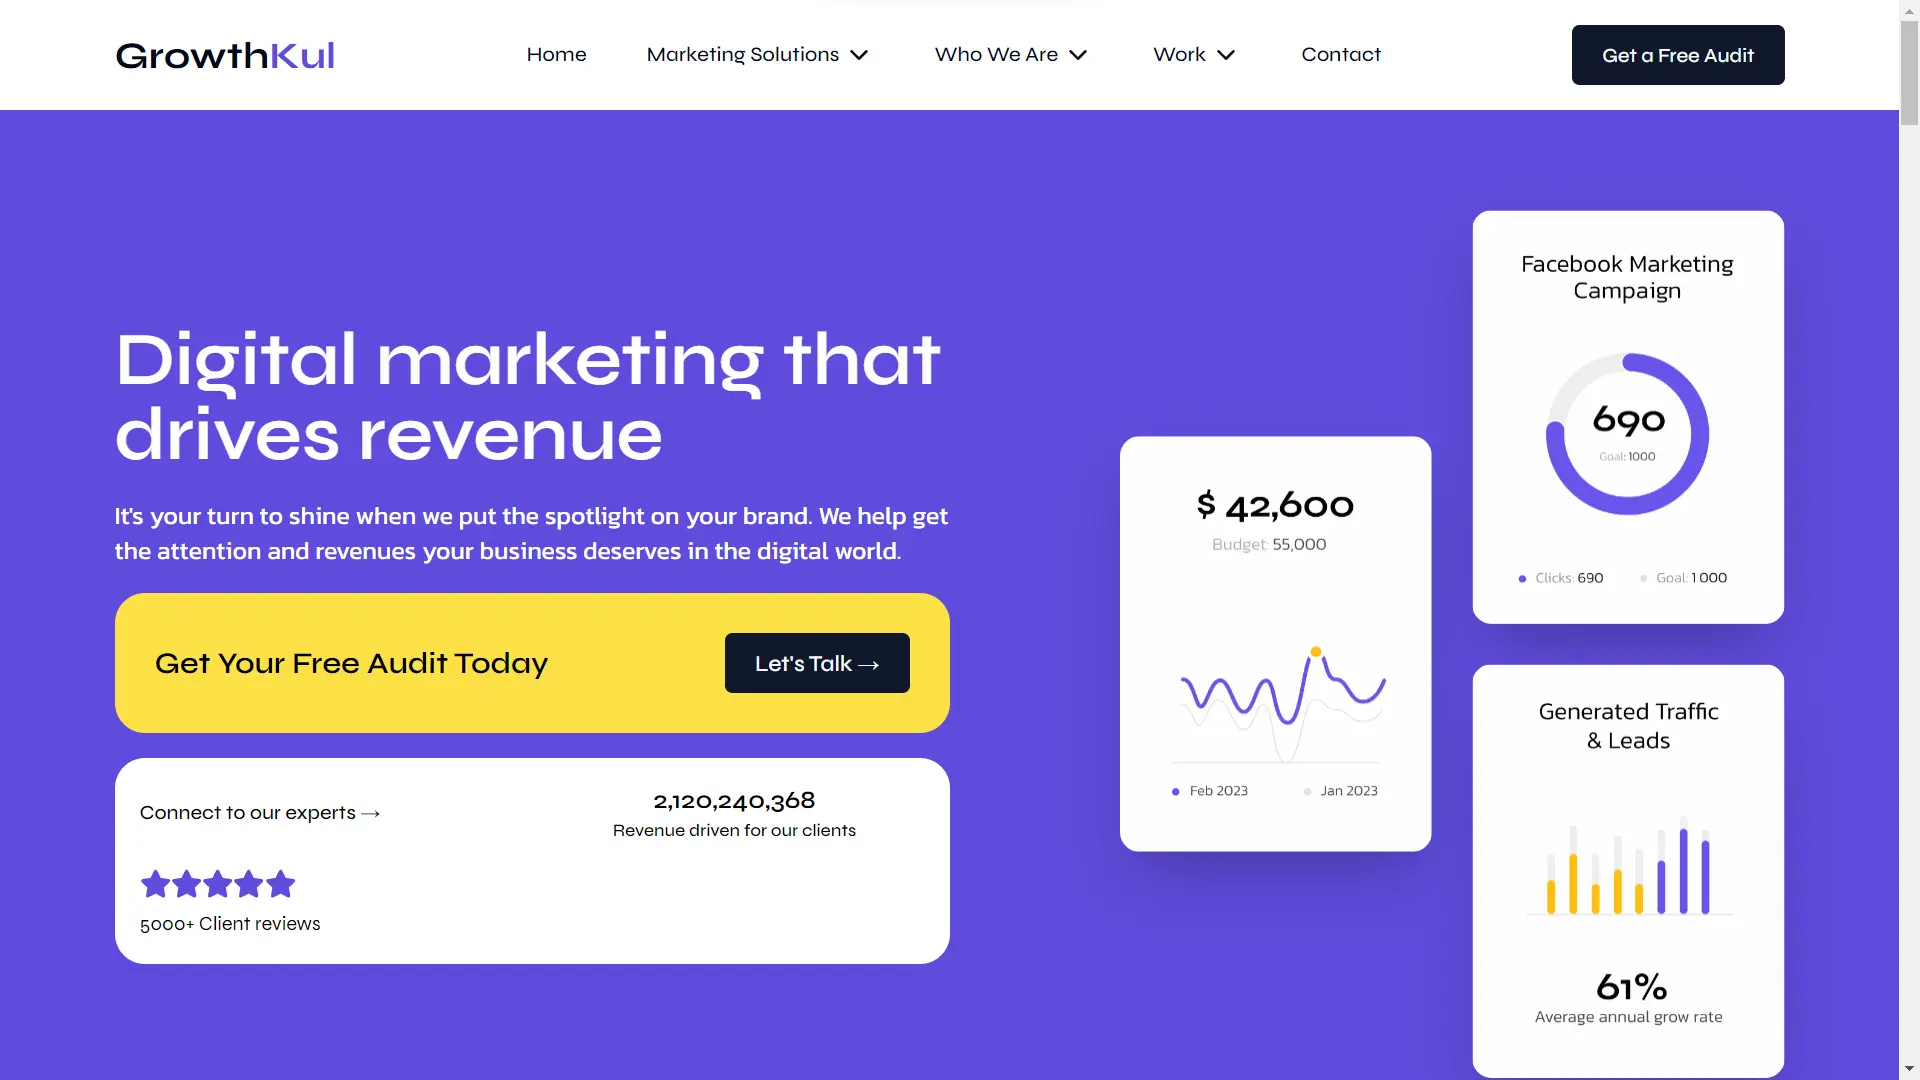 GrowthKul
Home
Marketing Solutions
Who We Are
Work
Contact
Get a Free Audit
Digital marketing that
drives revenue
It's your turn to shine when we put the spotlight on your brand. We help get
the attention and revenues your business deserves in the digital world.
Get Your Free Audit Today
Let's Talk →
Connect to our experts →
2,120,240,368
Revenue driven for our clients
5000+ Client reviews
$ 42,600
Budget: 55,000
Feb 2023
Jan 2023
Facebook Marketing
Campaign
690
Goal: 1000
Clicks: 690
Goal: 1 000
Generated Traffic
& Leads
61%
Average annual grow rate